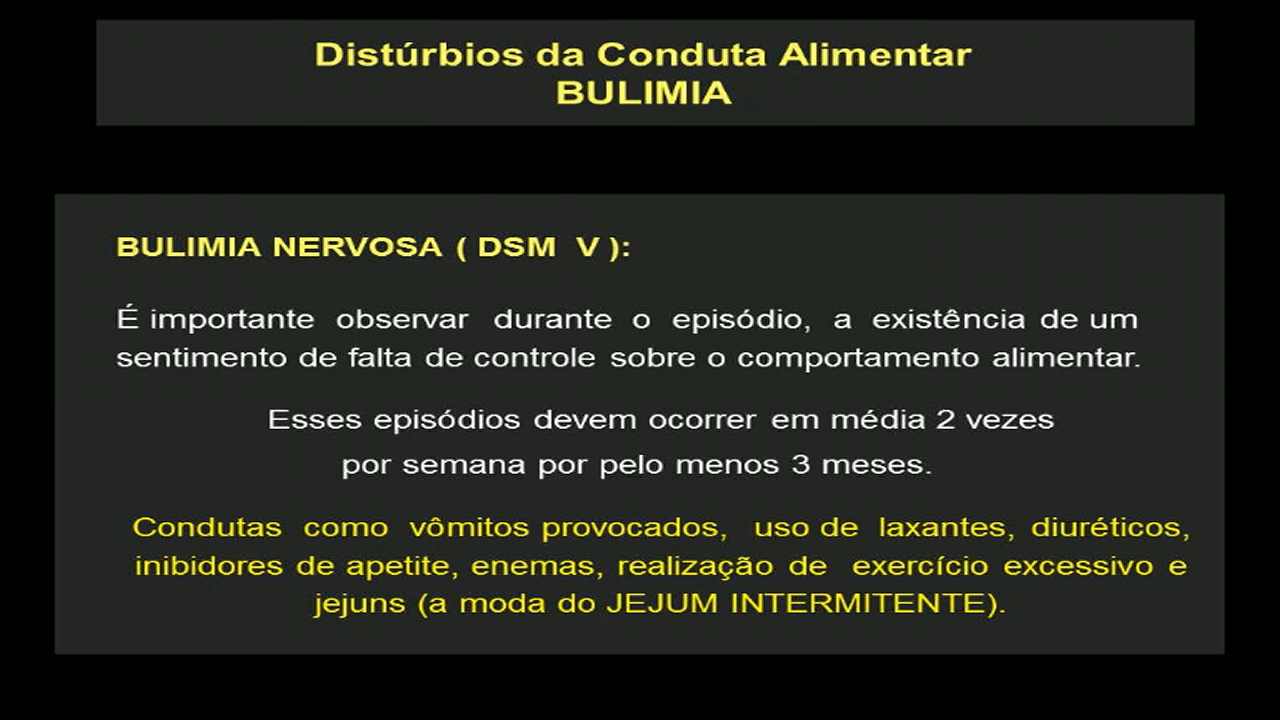 Distúrbios da Conduta Alimentar
BULIMIA
BULIMIA NERVOSA ( DSM V ):
É importante observar durante o episódio, a existência de um
sentimento de falta de controle sobre o comportamento alimentar.
Esses episódios devem ocorrer em média 2 vezes
por semana por pelo menos 3 meses.
Condutas como vômitos provocados, uso de laxantes, diuréticos,
inibidores de apetite, enemas, realização de exercício excessivo e
jejuns (a moda do JEJUM INTERMITENTE).